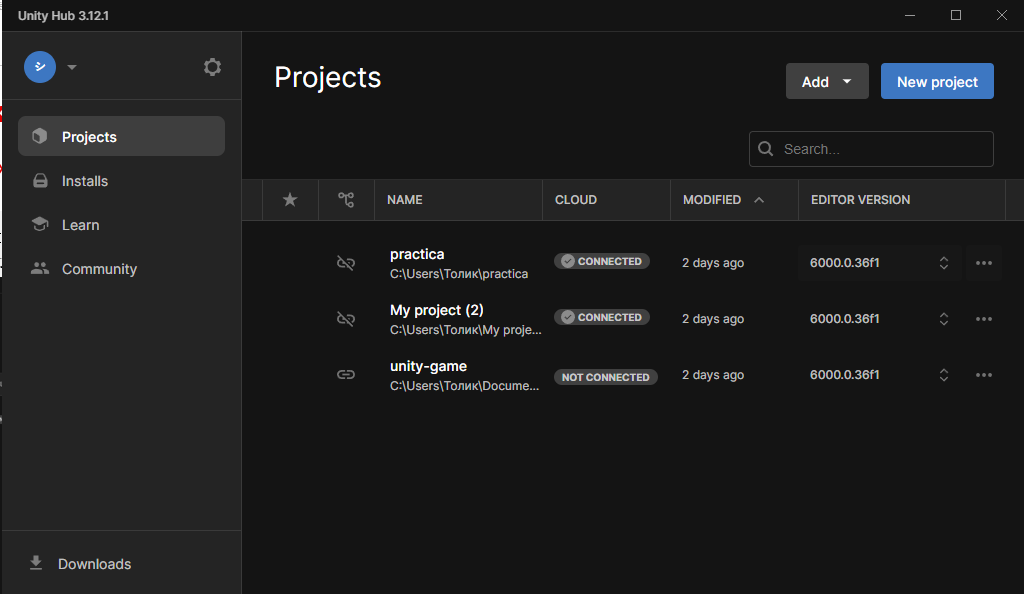 Unity Hub 3.12.1
Projects
Add
New project
Projects
Search...
Installs
Learn
Community
NAME
CLOUD
MODIFIED
EDITOR VERSION
practica
C:\Users\Толик\practica
CONNECTED
2 days ago
6000.0.36f1
My project (2)
C:\Users\Толик\My proje...
CONNECTED
2 days ago
6000.0.36f1
unity-game
C:\Users\Толик\Docume...
NOT CONNECTED
2 days ago
6000.0.36f1
Downloads